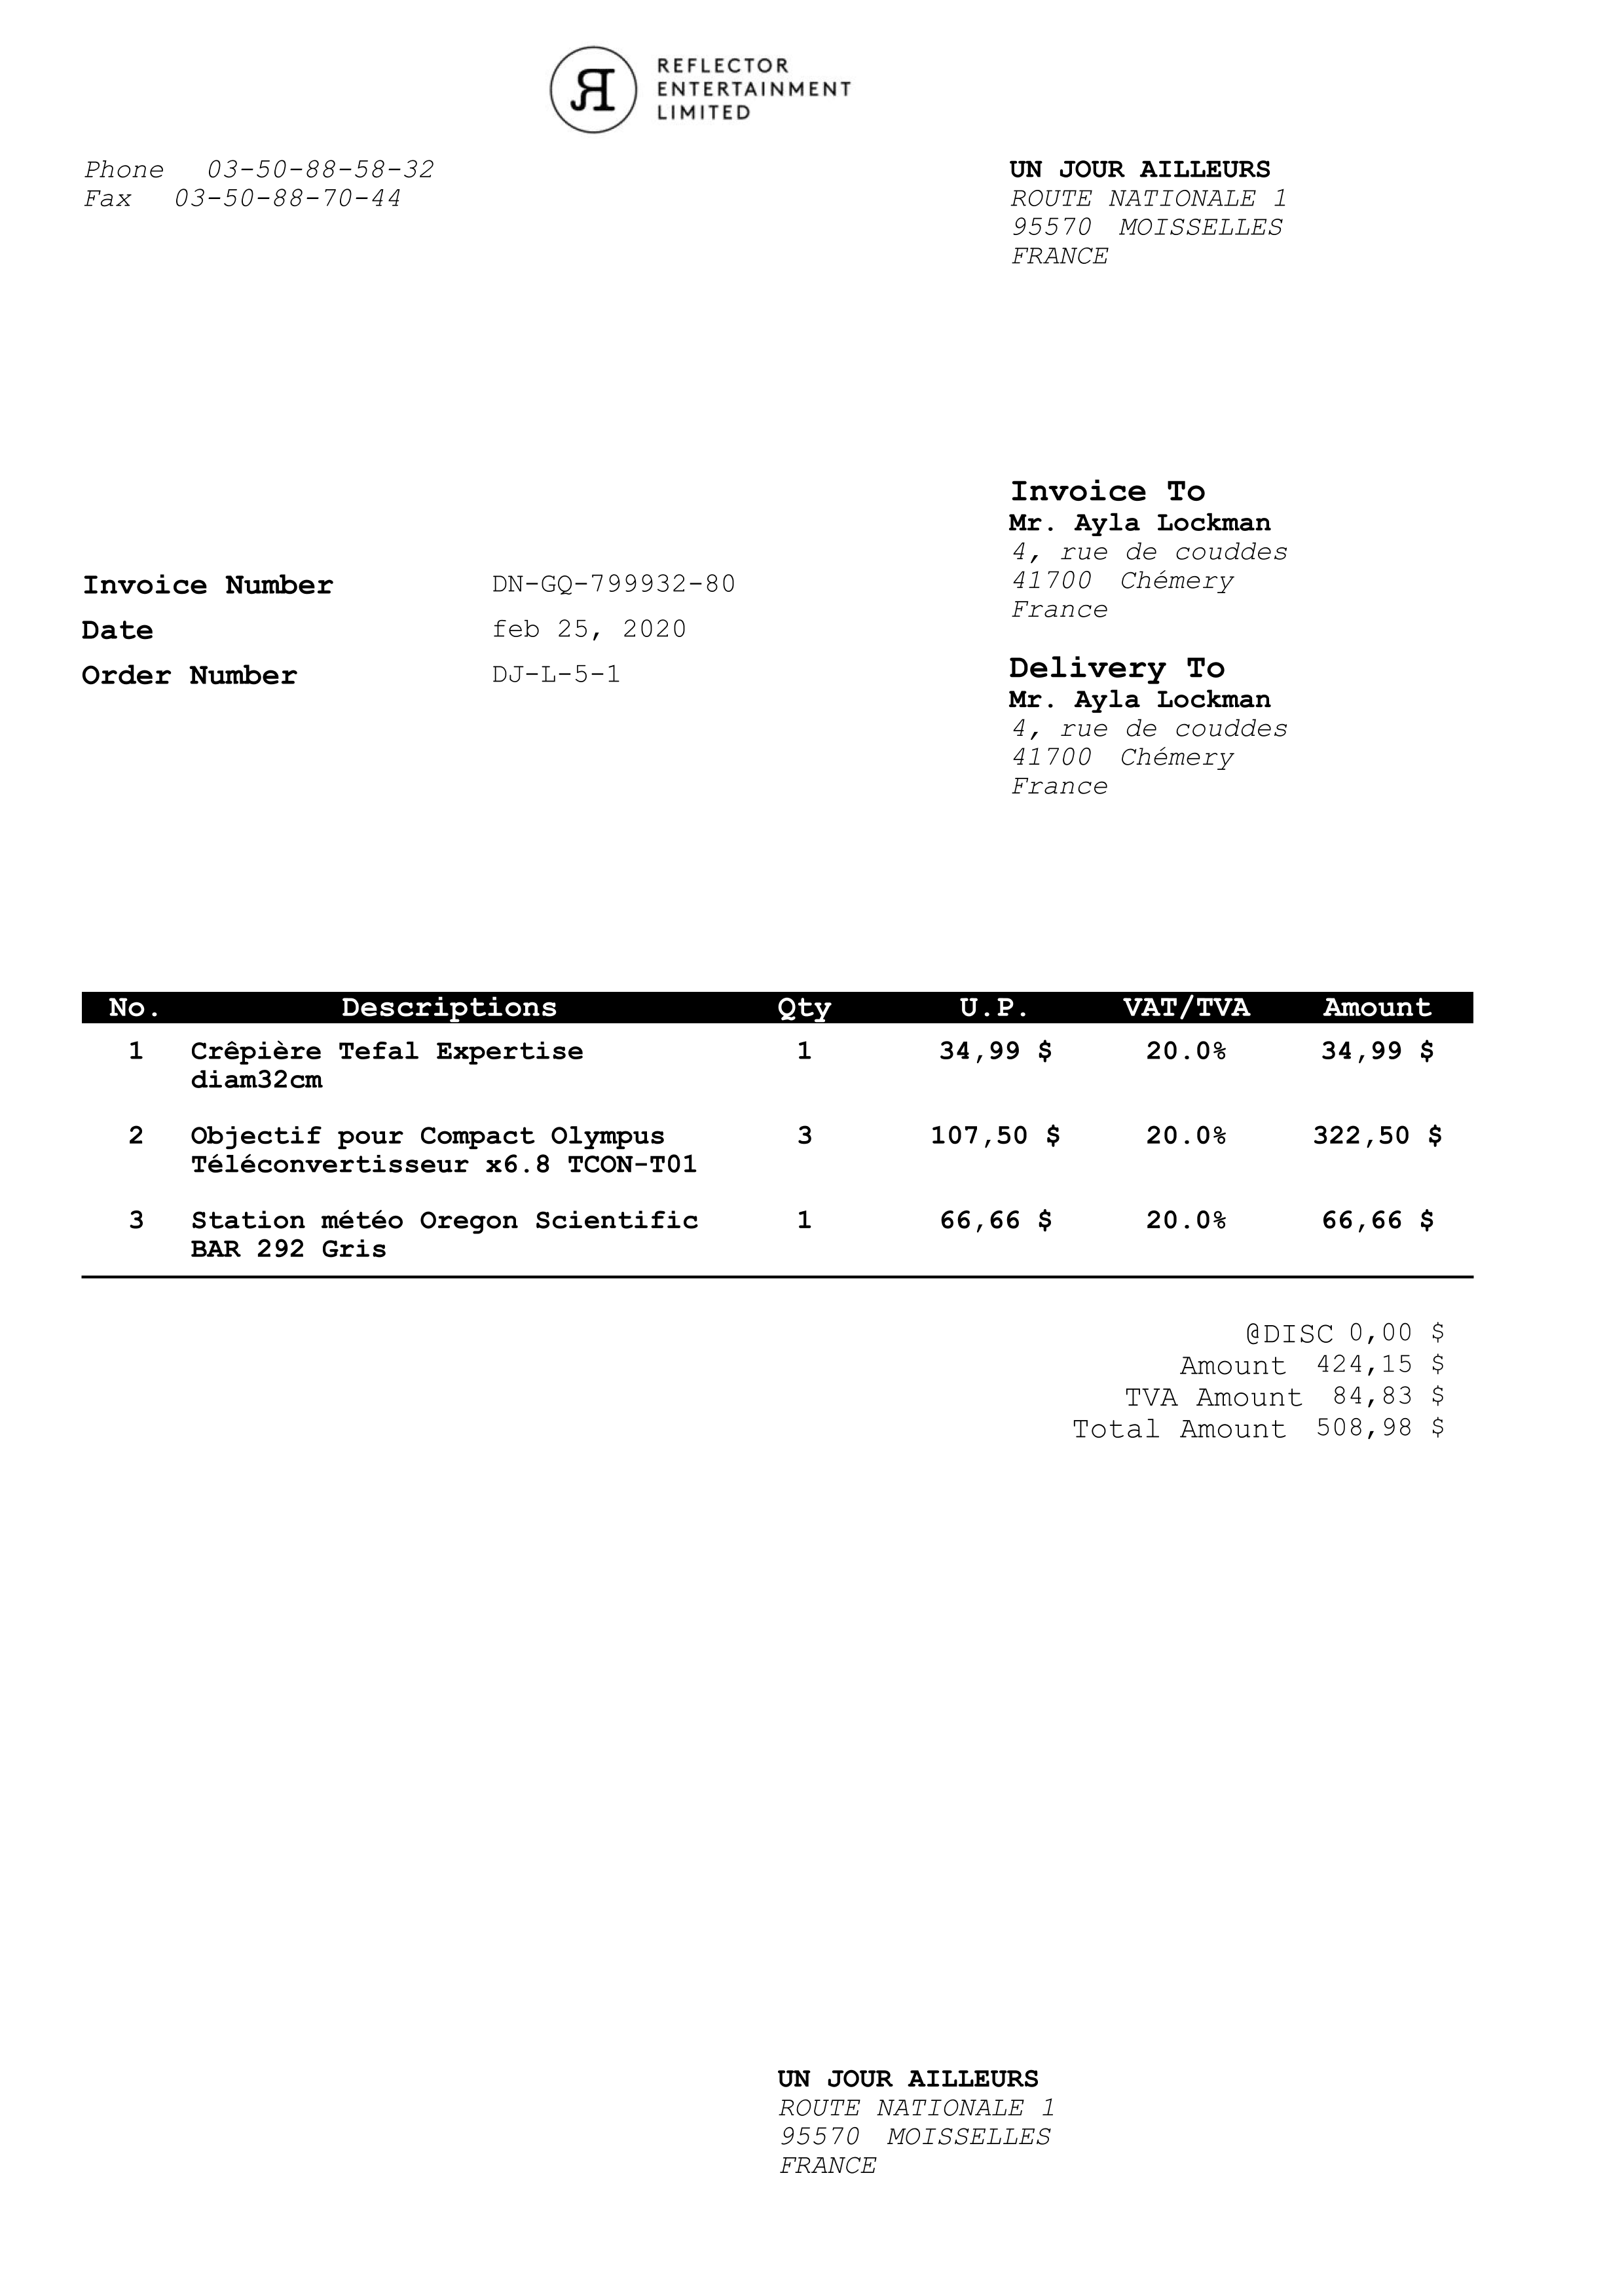 REFLECTOR
ENTERTAINMENT
LIMITED
Phone 03-50-88-58-32
Fax 03-50-88-70-44
UN JOUR AILLEURS
ROUTE NATIONALE 1
95570 MOISSELLES
FRANCE
Invoice To
Mr. Ayla Lockman
4, rue de couddes
41700 Chémery
France
Invoice Number DN-GQ-799932-80
Date feb 25, 2020
Order Number DJ-L-5-1
Delivery To
Mr. Ayla Lockman
4, rue de couddes
41700 Chémery
France
No. Descriptions Qty U.P. VAT/TVA Amount
1 Crêpière Tefal Expertise 1 34,99 $ 20.0% 34,99 $
diam32cm
2 Objectif pour Compact Olympus 3 107,50 $ 20.0% 322,50 $
Téléconvertisseur x6.8 TCON-T01
3 Station météo Oregon Scientific 1 66,66 $ 20.0% 66,66 $
BAR 292 Gris
@DISC 0,00 $
Amount 424,15 $
TVA Amount 84,83 $
Total Amount 508,98 $
UN JOUR AILLEURS
ROUTE NATIONALE 1
95570 MOISSELLES
FRANCE